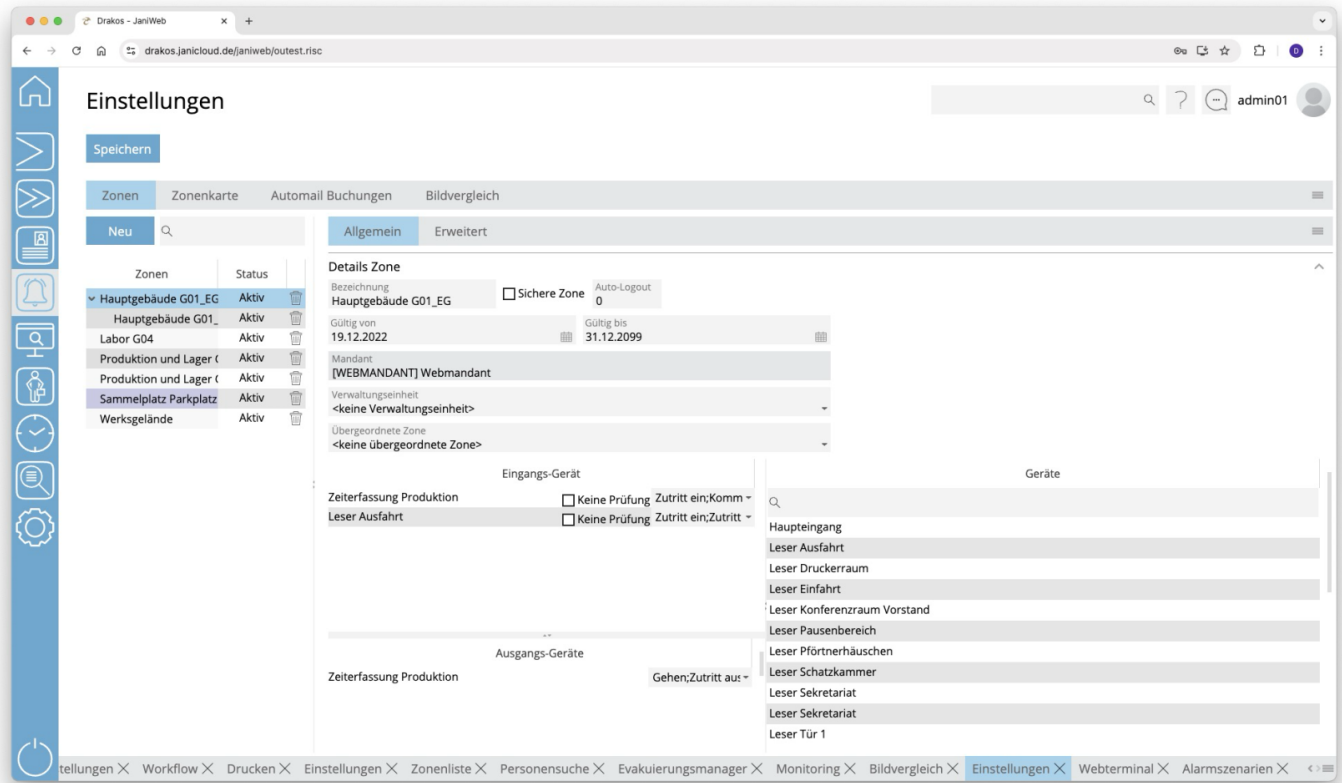 Drakos - JaniWeb
drakos.janicloud.de/janiweb/outest.risc
D
Einstellungen
? admin01
Speichern
Zonen Zonenkarte Automail Buchungen Bildvergleich
Neu
Allgemein Erweitert
Zonen Status
Hauptgebäude G01_EG Aktiv
Hauptgebäude G01_ Aktiv
Labor G04 Aktiv
Produktion und Lager Aktiv
Produktion und Lager Aktiv
Sammelplatz Parkplatz Aktiv
Werksgelände Aktiv
Details Zone
Bezeichnung
Hauptgebäude G01_EG
Sichere Zone
Auto-Logout
0
Gültig von
19.12.2022
Gültig bis
31.12.2099
Mandant
[WEBMANDANT] Webmandant
Verwaltungseinheit
<keine Verwaltungseinheit>
Übergeordnete Zone
<keine übergeordnete Zone>
Eingangs-Gerät
Zeiterfassung Produktion Keine Prüfung Zutritt ein;Komm
Leser Ausfahrt Keine Prüfung Zutritt ein;Zutritt
Ausgangs-Geräte
Zeiterfassung Produktion Gehen;Zutritt aus
Geräte
Haupteingang
Leser Ausfahrt
Leser Druckerraum
Leser Einfahrt
Leser Konferenzraum Vorstand
Leser Pausenbereich
Leser Pförtnerhäuschen
Leser Schatzkammer
Leser Sekretariat
Leser Sekretariat
Leser Tür 1
tellungen Workflow Drucken Einstellungen Zonenliste Personensuche Evakuierungsmanager Monitoring Bildvergleich Einstellungen Webterminal Alarmszenarien